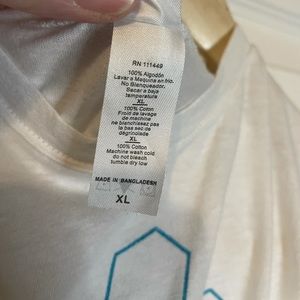 RN 111449
100% Algodón
Lavar a Maquina en frio.
No Blanqueador.
Secar a baja
temperatura
XL
100% Coton
Froid de lavage
de machine
ne blanchissez pas
la bas sec de
dégringolade
XL
100% Cotton
Machine wash cold
do not bleach
tumble dry low
MADE IN BANGLADESH
XL